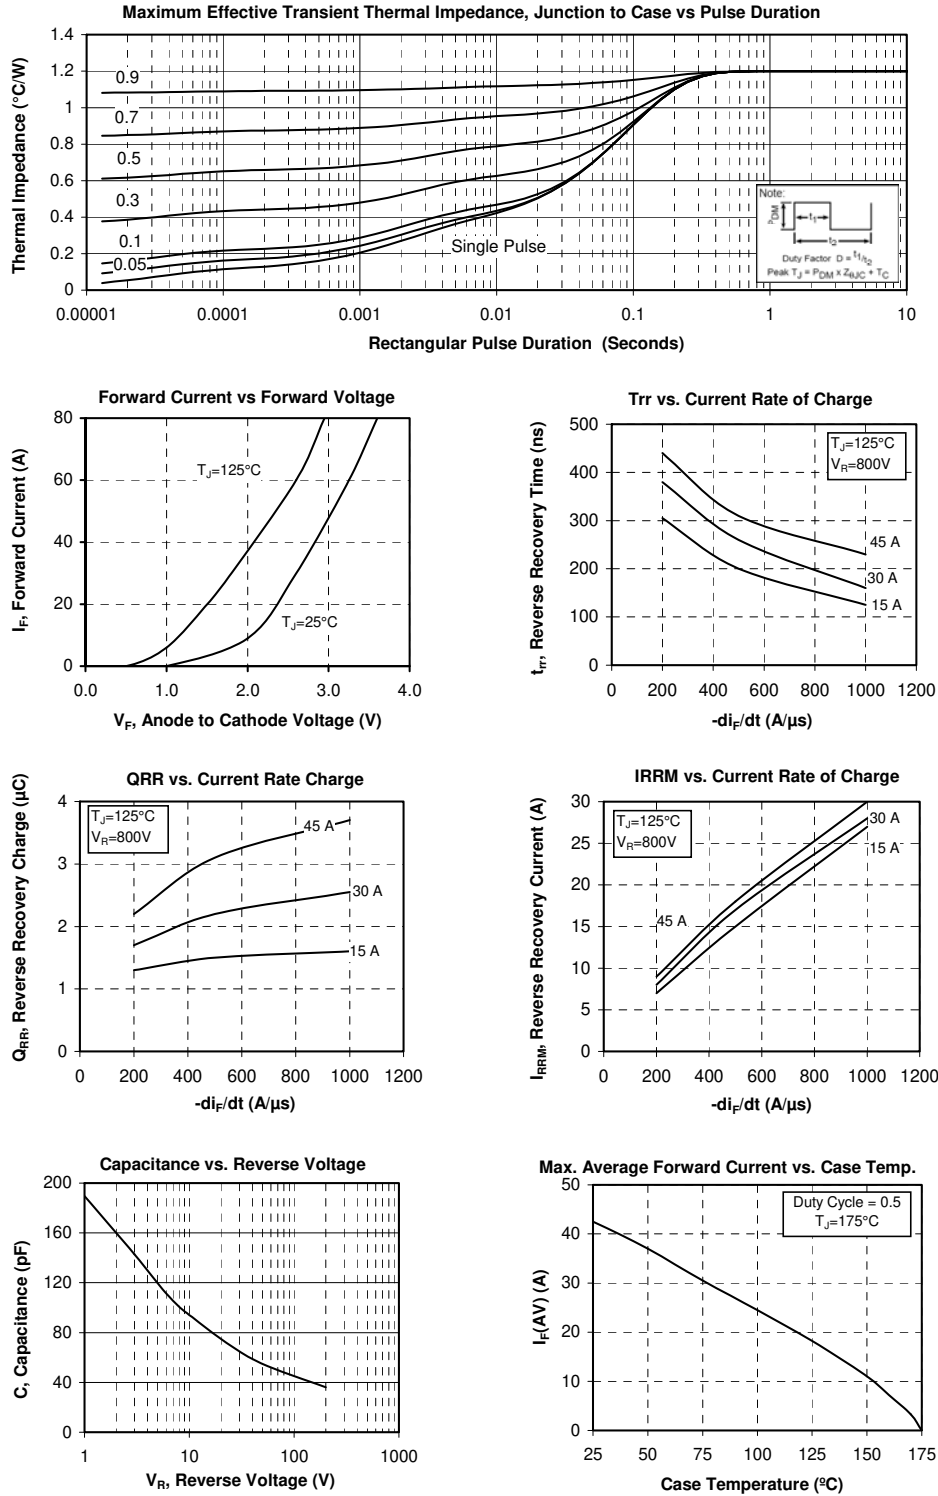 Maximum Effective Transient Thermal Impedance, Junction to Case vs Pulse Duration
Thermal Impedance (°C/W)
1.4
1.2
1
0.8
0.6
0.4
0.2
0
0.9
0.7
0.5
0.3
0.1
0.05
Single Pulse
Note:
PDM
t1
t2
Duty Factor D = t1/t2
Peak TJ = PDM x ZθJC + TC
0.00001 0.0001 0.001 0.01 0.1 1 10
Rectangular Pulse Duration (Seconds)
Forward Current vs Forward Voltage
IF, Forward Current (A)
80
60
40
20
0
TJ=125°C
TJ=25°C
0.0 1.0 2.0 3.0 4.0
VF, Anode to Cathode Voltage (V)
Trr vs. Current Rate of Charge
trr, Reverse Recovery Time (ns)
500
400
300
200
100
0
TJ=125°C
VR=800V
45 A
30 A
15 A
0 200 400 600 800 1000 1200
-diF/dt (A/µs)
QRR vs. Current Rate Charge
QRR, Reverse Recovery Charge (µC)
4
3
2
1
0
TJ=125°C
VR=800V
45 A
30 A
15 A
0 200 400 600 800 1000 1200
-diF/dt (A/µs)
IRRM vs. Current Rate of Charge
IRRM, Reverse Recovery Current (A)
30
25
20
15
10
5
0
TJ=125°C
VR=800V
30 A
15 A
45 A
0 200 400 600 800 1000 1200
-diF/dt (A/µs)
Capacitance vs. Reverse Voltage
C, Capacitance (pF)
200
160
120
80
40
0
1 10 100 1000
VR, Reverse Voltage (V)
Max. Average Forward Current vs. Case Temp.
IF(AV) (A)
50
40
30
20
10
0
Duty Cycle = 0.5
TJ=175°C
25 50 75 100 125 150 175
Case Temperature (ºC)